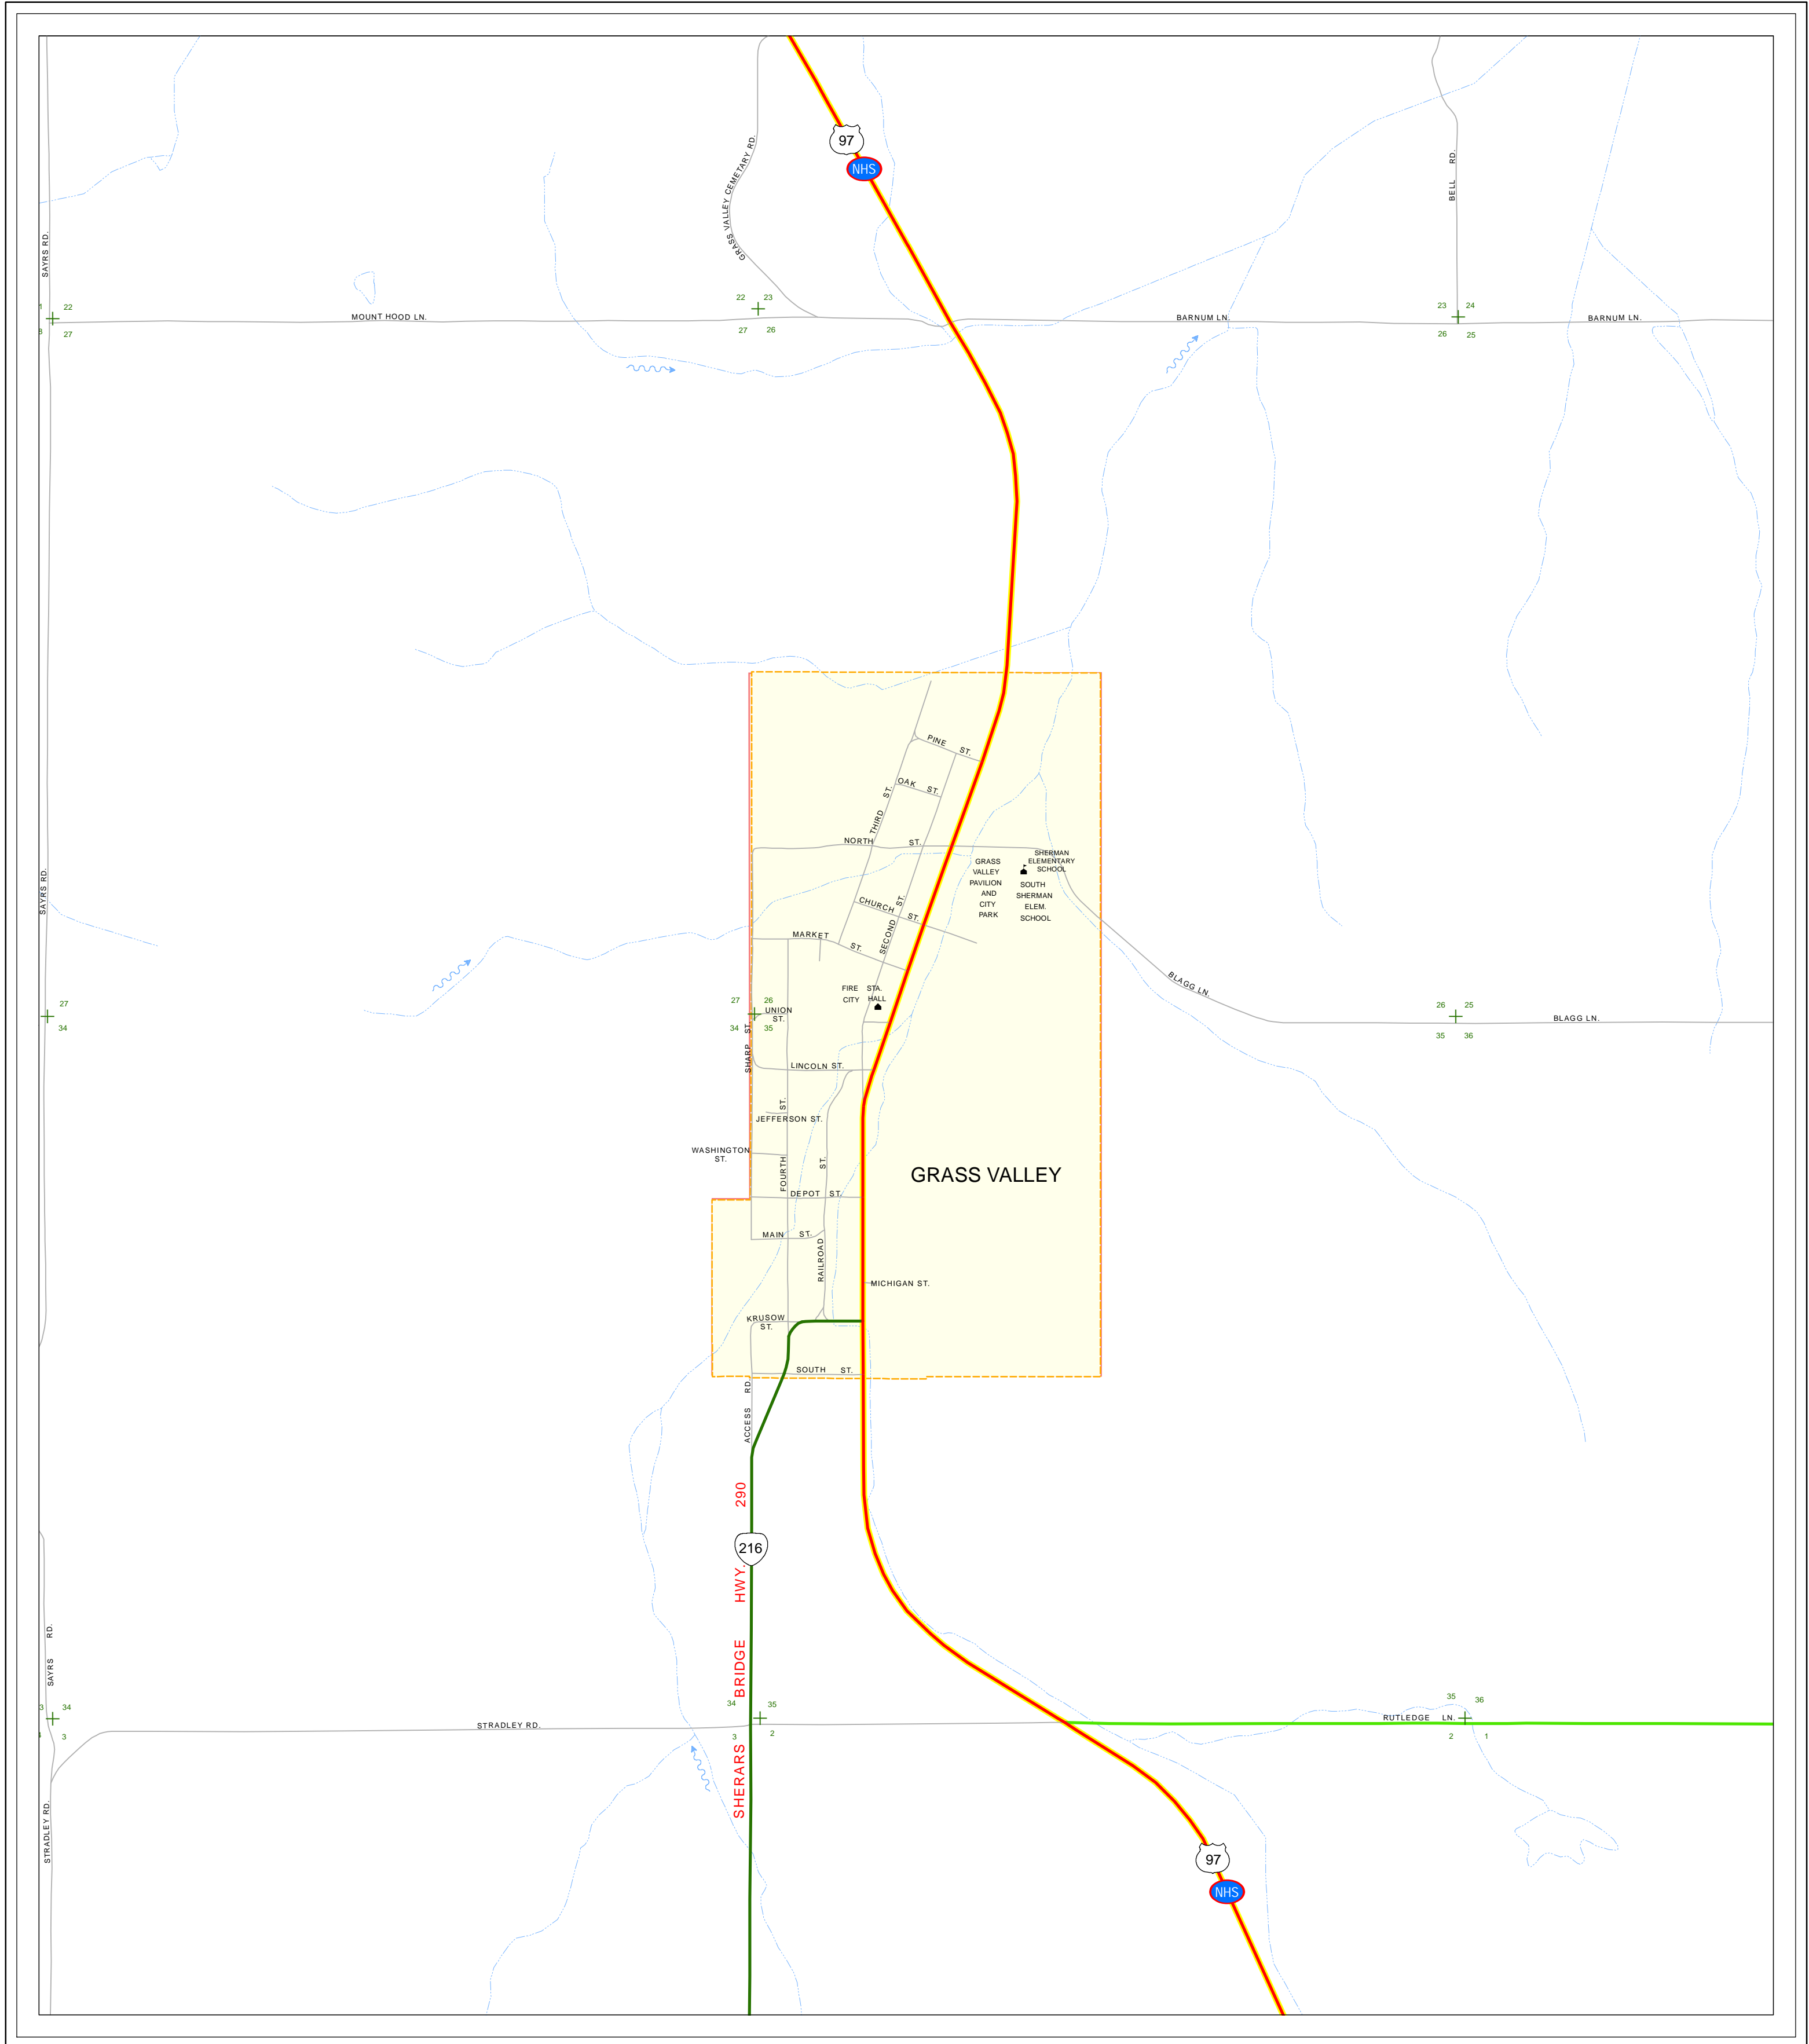 97
NHS
GRASS VALLEY CEMETARY RD.
BELL RD.
SAYRS RD.
22 23
23 24
22
MOUNT HOOD LN.
BARNUM LN.
BARNUM LN.
27
27 26
26 25
PINE ST.
OAK ST.
THIRD ST.
NORTH ST.
SHERMAN
ELEMENTARY
SCHOOL
GRASS
VALLEY
PAVILION
AND
CITY
PARK
SOUTH
SHERMAN
ELEM.
SCHOOL
SAYRS RD.
CHURCH ST.
SECOND ST.
MARKET ST.
BLAGG LN.
FIRE STA.
CITY HALL
27
34
27 26
34 35
UNION
ST.
26 25
35 36
BLAGG LN.
SHARP ST.
LINCOLN ST.
JEFFERSON ST.
WASHINGTON
ST.
FOURTH ST.
GRASS VALLEY
DEPOT ST.
MAIN ST.
RAILROAD ST.
MICHIGAN ST.
KRUSOW
ST.
SOUTH ST.
ACCESS RD.
SHERARS BRIDGE HWY. 290
216
SAYRS RD.
3 34
3
34 35
3 2
35 36
2 1
STRADLEY RD.
RUTLEDGE LN.
STRADLEY RD.
97
NHS